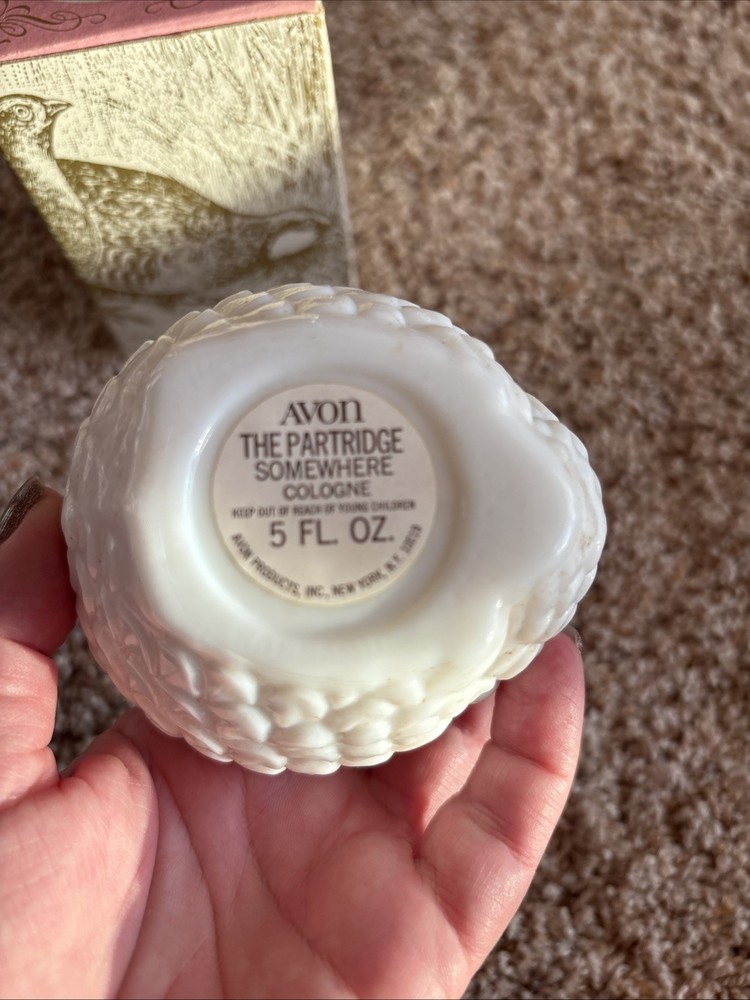 AVON
THE PARTRIDGE
SOMEWHERE
COLOGNE
KEEP OUT OF REACH OF YOUNG CHILDREN
5 FL. OZ.
AVON PRODUCTS, INC., NEW YORK, N.Y. 10019